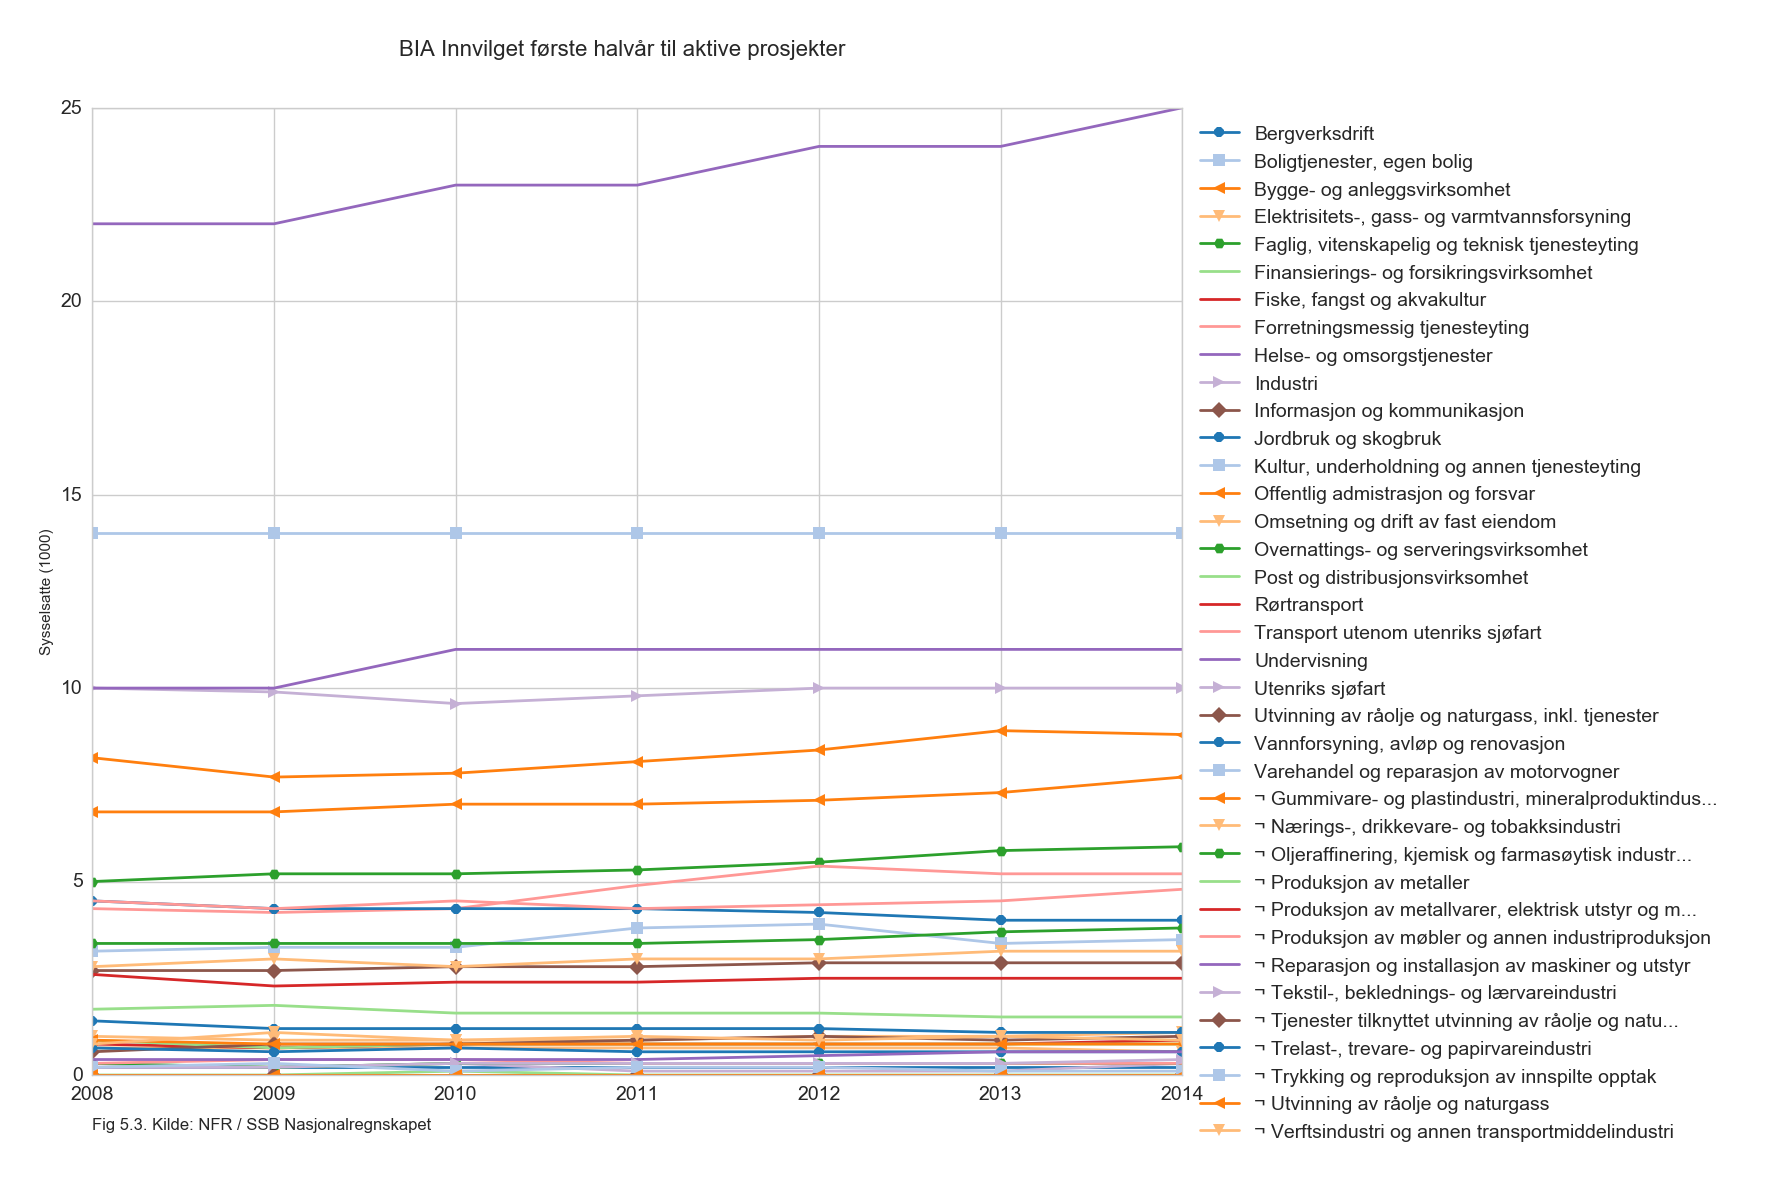 BIA Innvilget første halvår til aktive prosjekter
25
20
15
10
5
0
Sysselsatte (1000)
2008
2009
2010
2011
2012
2013
2014
Fig 5.3. Kilde: NFR / SSB Nasjonalregnskapet
Bergverksdrift
Boligtjenester, egen bolig
Bygge- og anleggsvirksomhet
Elektrisitets-, gass- og varmtvannsforsyning
Faglig, vitenskapelig og teknisk tjenesteyting
Finansierings- og forsikringsvirksomhet
Fiske, fangst og akvakultur
Forretningsmessig tjenesteyting
Helse- og omsorgstjenester
Industri
Informasjon og kommunikasjon
Jordbruk og skogbruk
Kultur, underholdning og annen tjenesteyting
Offentlig admistrasjon og forsvar
Omsetning og drift av fast eiendom
Overnattings- og serveringsvirksomhet
Post og distribusjonsvirksomhet
Rørtransport
Transport utenom utenriks sjøfart
Undervisning
Utenriks sjøfart
Utvinning av råolje og naturgass, inkl. tjenester
Vannforsyning, avløp og renovasjon
Varehandel og reparasjon av motorvogner
¬ Gummivare- og plastindustri, mineralproduktindus...
¬ Nærings-, drikkevare- og tobakksindustri
¬ Oljeraffinering, kjemisk og farmasøytisk industr...
¬ Produksjon av metaller
¬ Produksjon av metallvarer, elektrisk utstyr og m...
¬ Produksjon av møbler og annen industriproduksjon
¬ Reparasjon og installasjon av maskiner og utstyr
¬ Tekstil-, beklednings- og lærvareindustri
¬ Tjenester tilknyttet utvinning av råolje og natu...
¬ Trelast-, trevare- og papirvareindustri
¬ Trykking og reproduksjon av innspilte opptak
¬ Utvinning av råolje og naturgass
¬ Verftsindustri og annen transportmiddelindustri